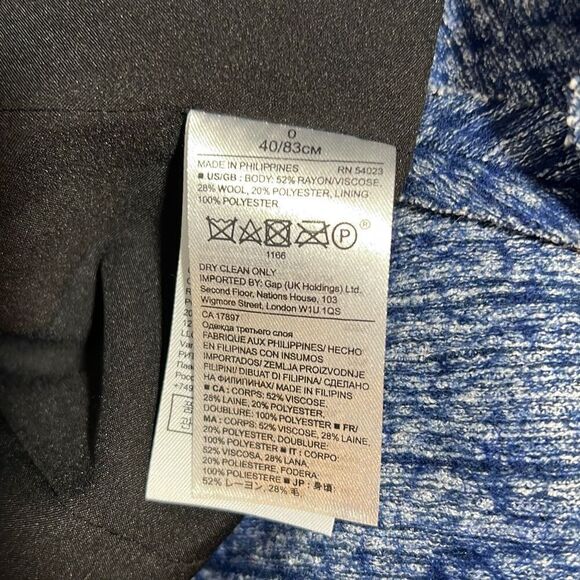 0
40/83CM
MADE IN PHILIPPINES RN 54023
■ US/GB : BODY: 52% RAYON/VISCOSE,
28% WOOL, 20% POLYESTER, LINING
100% POLYESTER
P ®
1166
DRY CLEAN ONLY
IMPORTED BY: Gap (UK Holdings) Ltd.
Second Floor, Nations House, 103
Wigmore Street, London W1U 1QS
CA 17897
Одежда третьего слоя
FABRIQUE AUX PHILIPPINES/ HECHO
EN FILIPINAS COM FILIPINAS
IMPORTADOS/ ZEMLJA PROIZVODNJE
FILIPINI/ DIBUAT DI FILIPINA/ СДЕЛАНО
НА ФИЛИПИНАХ/ MADE IN FILIPINS
■ CA : CORPS: 52% VISCOSE,
28% LAINE, 20% POLYESTER,
DOUBLURE: 100% POLYESTER ■ FR/
MA : CORPS: 52% VISCOSE, 28% LAINE,
20% POLYESTER, DOUBLURE:
100% POLYESTER ■ IT : CORPO:
52% VISCOSA, 28% LANA,
20% POLIESTERE, FODERA:
100% POLIESTERE ■ JP : 身頃
52% レーヨン, 28% 毛